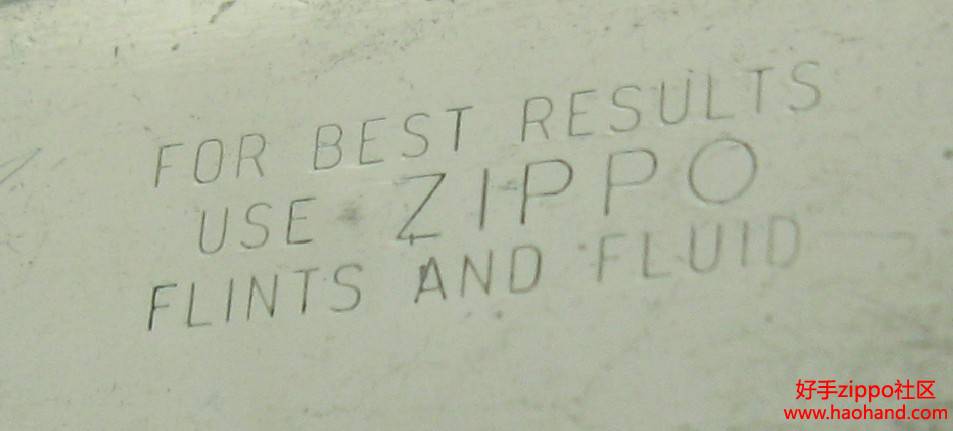 FOR BEST RESULTS
USE ZIPPO
FLINTS AND FLUID
好手zippo社区
www.haohand.com